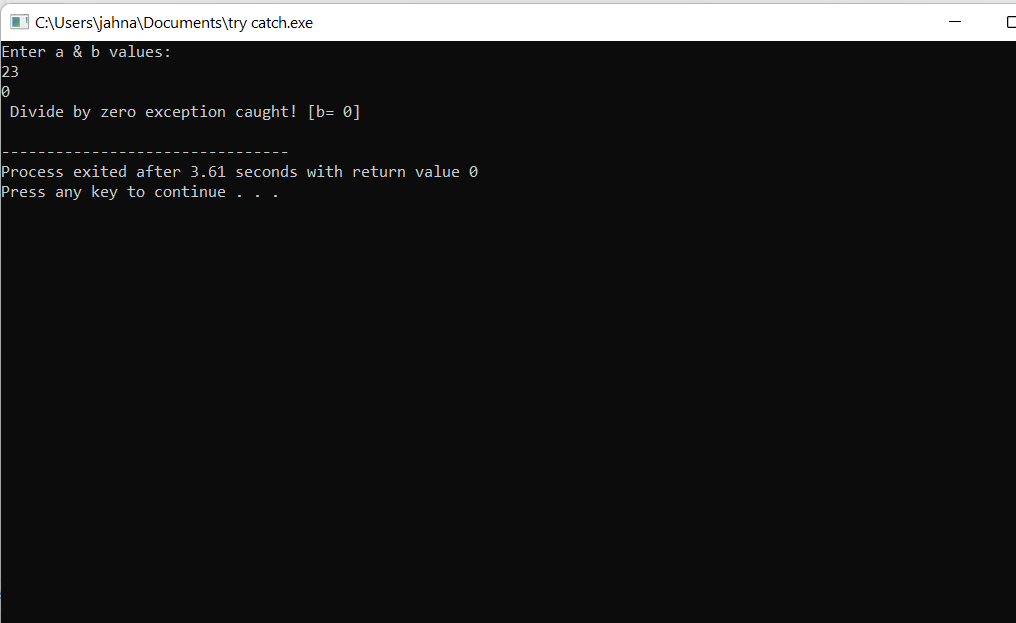 C:\Users\jahna\Documents\try catch.exe
Enter a & b values:
23
0
 Divide by zero exception caught! [b= 0]
--------------------------------
Process exited after 3.61 seconds with return value 0
Press any key to continue . . .